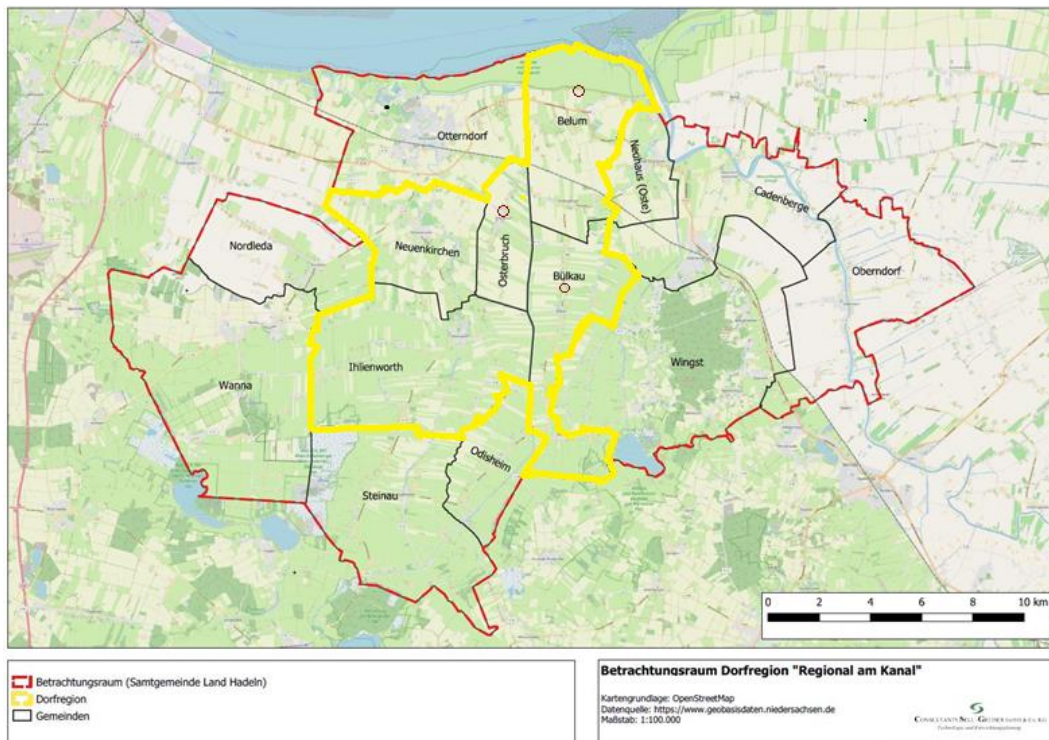 Otterndorf
Belum
Neuhaus (Oste)
Cadenberge
Nordleda
Neuenkirchen
Osterbruch
Bülkau
Oberndorf
Wanna
Ihlienworth
Wingst
Odisheim
Steinau
0 2 4 6 8 10 km
Betrachtungsraum (Samtgemeinde Land Hadeln)
Dorfregion
Gemeinden
Betrachtungsraum Dorfregion "Regional am Kanal"
Kartengrundlage: OpenStreetMap
Datenquelle: https://www.geobasisdaten.niedersachsen.de
Maßstab: 1:100.000